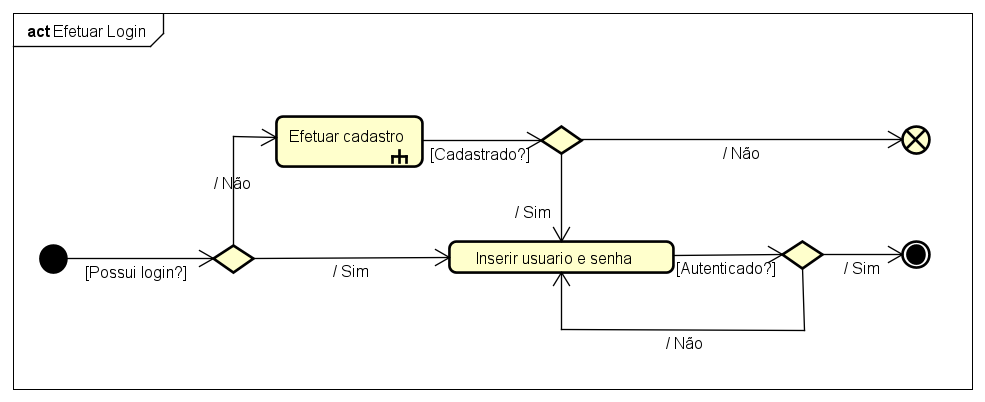 act Efetuar Login
Efetuar cadastro
[Cadastrado?]
/ Não
/ Não
/ Sim
[Possui login?]
/ Sim
Inserir usuario e senha
[Autenticado?]
/ Sim
/ Não